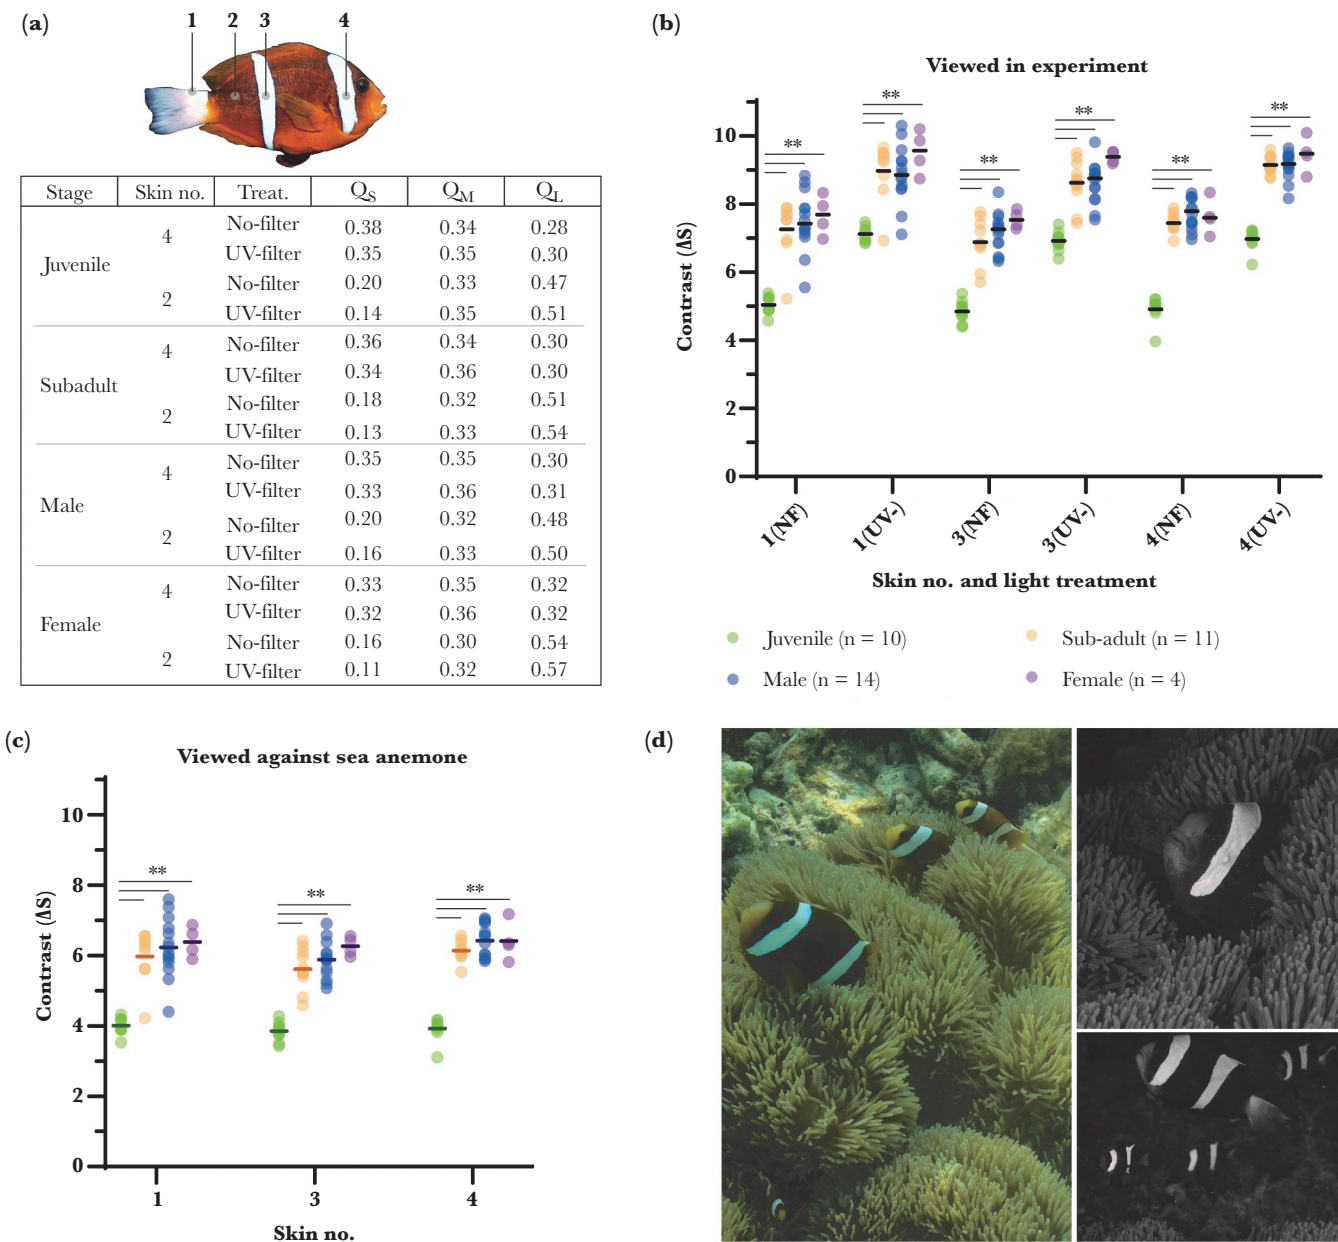 (a)
1 2 3 4
Stage Skin no. Treat. QS QM QL
Juvenile
4
No-filter 0.38 0.34 0.28
UV-filter 0.35 0.35 0.30
2
No-filter 0.20 0.33 0.47
UV-filter 0.14 0.35 0.51
Subadult
4
No-filter 0.36 0.34 0.30
UV-filter 0.34 0.36 0.30
2
No-filter 0.18 0.32 0.51
UV-filter 0.13 0.33 0.54
Male
4
No-filter 0.35 0.35 0.30
UV-filter 0.33 0.36 0.31
2
No-filter 0.20 0.32 0.48
UV-filter 0.16 0.33 0.50
Female
4
No-filter 0.33 0.35 0.32
UV-filter 0.32 0.36 0.32
2
No-filter 0.16 0.30 0.54
UV-filter 0.11 0.32 0.57
(b)
Viewed in experiment
Contrast (ΔS)
10
8
6
4
2
0
** ** ** ** ** **
1(NF) 1(UV-) 3(NF) 3(UV-) 4(NF) 4(UV-)
Skin no. and light treatment
Juvenile (n = 10) Sub-adult (n = 11)
Male (n = 14) Female (n = 4)
(c)
Viewed against sea anemone
Contrast (ΔS)
10
8
6
4
2
0
** ** **
1 3 4
Skin no.
(d)